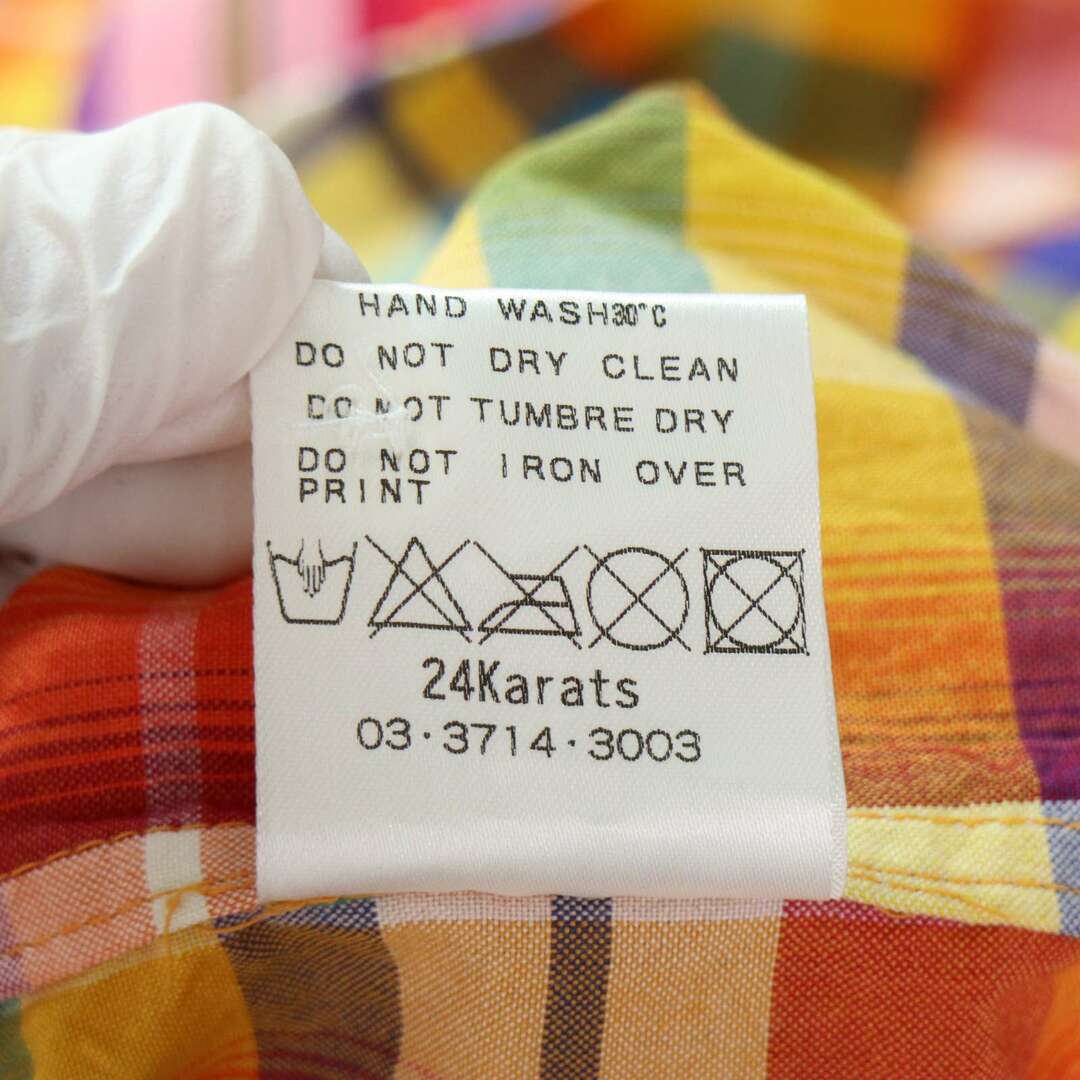 HAND WASH30°C
DO NOT DRY CLEAN
DO NOT TUMBRE DRY
DO NOT IRON OVER
PRINT
24Karats
03·3714·3003